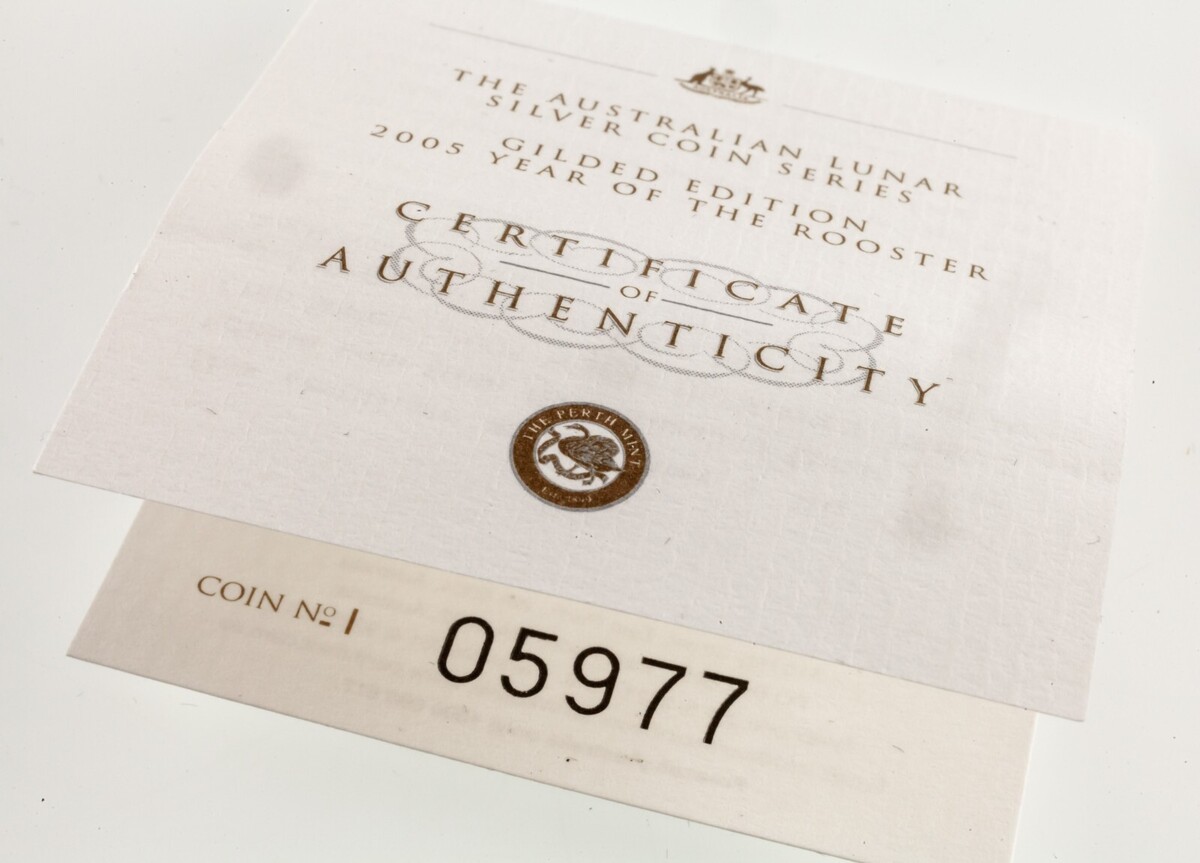 THE AUSTRALIAN LUNAR
SILVER COIN SERIES
GILDED EDITION
2005 YEAR OF THE ROOSTER
CERTIFICATE
OF
AUTHENTICITY
THE PERTH MINT
COIN Nº 1
05977